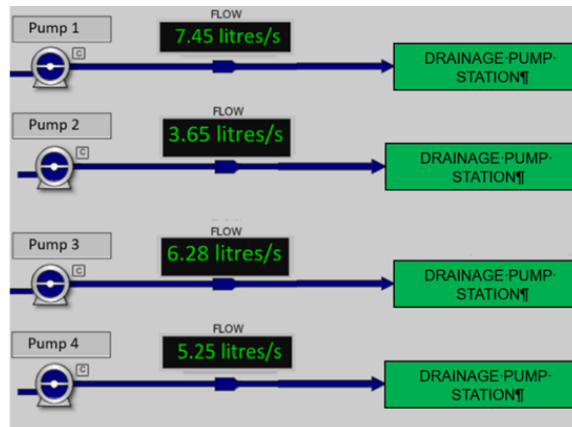 FLOW
Pump 1
7.45 litres/s
C
DRAINAGE·PUMP·
STATION¶
FLOW
Pump 2
3.65 litres/s
C
DRAINAGE·PUMP·
STATION¶
Pump 3
6.28 litres/s
C
DRAINAGE·PUMP·
STATION¶
FLOW
Pump 4
5.25 litres/s
C
DRAINAGE·PUMP·
STATION¶